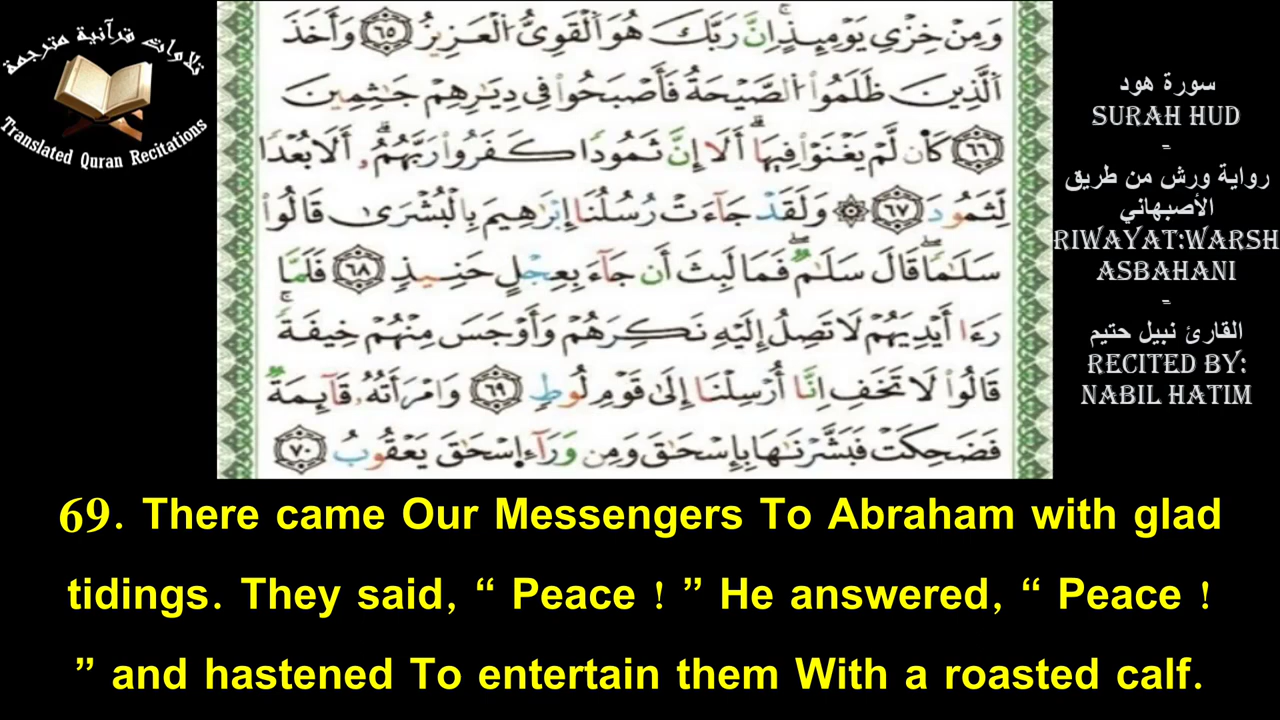 تلاوات قرآنية مترجمة
Translated Quran Recitations
وَمِنْ خِزْيِ يَوْمَئِذٍ إِنَّ رَبَّكَ هُوَ اَلْقَوِيُّ اُلْعَزِيزُ ٦٥ وَأَخَذَ
اَلَّذِينَ ظَلَمُواْ اُلصَّيْحَةُ فَأَصْبَحُواْ فِي دِيَٰرِهِمْ جَٰثِمِينَ
٦٦ كَأَن لَّمْ يَغْنَوْاْ فِيهَا أَلَا إِنَّ ثَمُودًا كَفَرُواْ رَبَّهُمْ أَلَا بُعْدًا
لِّثَمُودَ ٦٧ ۞ وَلَقَدْ جَآءَتْ رُسُلُنَا إِبْرَٰهِيمَ بِالْبُشْرَىٰ قَالُواْ
سَلَٰمًا قَالَ سَلَٰمٌ فَمَا لَبِثَ أَن جَآءَ بِعِجْلٍ حَنِيذٍ ٦٨ فَلَمَّا
رَءَا أَيْدِيَهُمْ لَا تَصِلُ إِلَيْهِ نَكِرَهُمْ وَأَوْجَسَ مِنْهُمْ خِيفَةً
قَالُواْ لَا تَخَفِ اِنَّا أُرْسِلْنَا إِلَىٰ قَوْمِ لُوطٍ ٦٩ وَامْرَأَتُهُ قَآئِمَةٌ
فَضَحِكَتْ فَبَشَّرْنَٰهَا بِإِسْحَٰقَ وَمِن وَرَآءِ اسْحَٰقَ يَعْقُوبُ ٧٠
سورة هود
SURAH HUD
-
رواية ورش من طريق
الأصبهاني
RIWAYAT:WARSH
ASBAHANI
-
القارئ نبيل حتيم
RECITED BY:
NABIL HATIM
69. There came Our Messengers To Abraham with glad
tidings. They said, “ Peace ! ” He answered, “ Peace !
” and hastened To entertain them With a roasted calf.